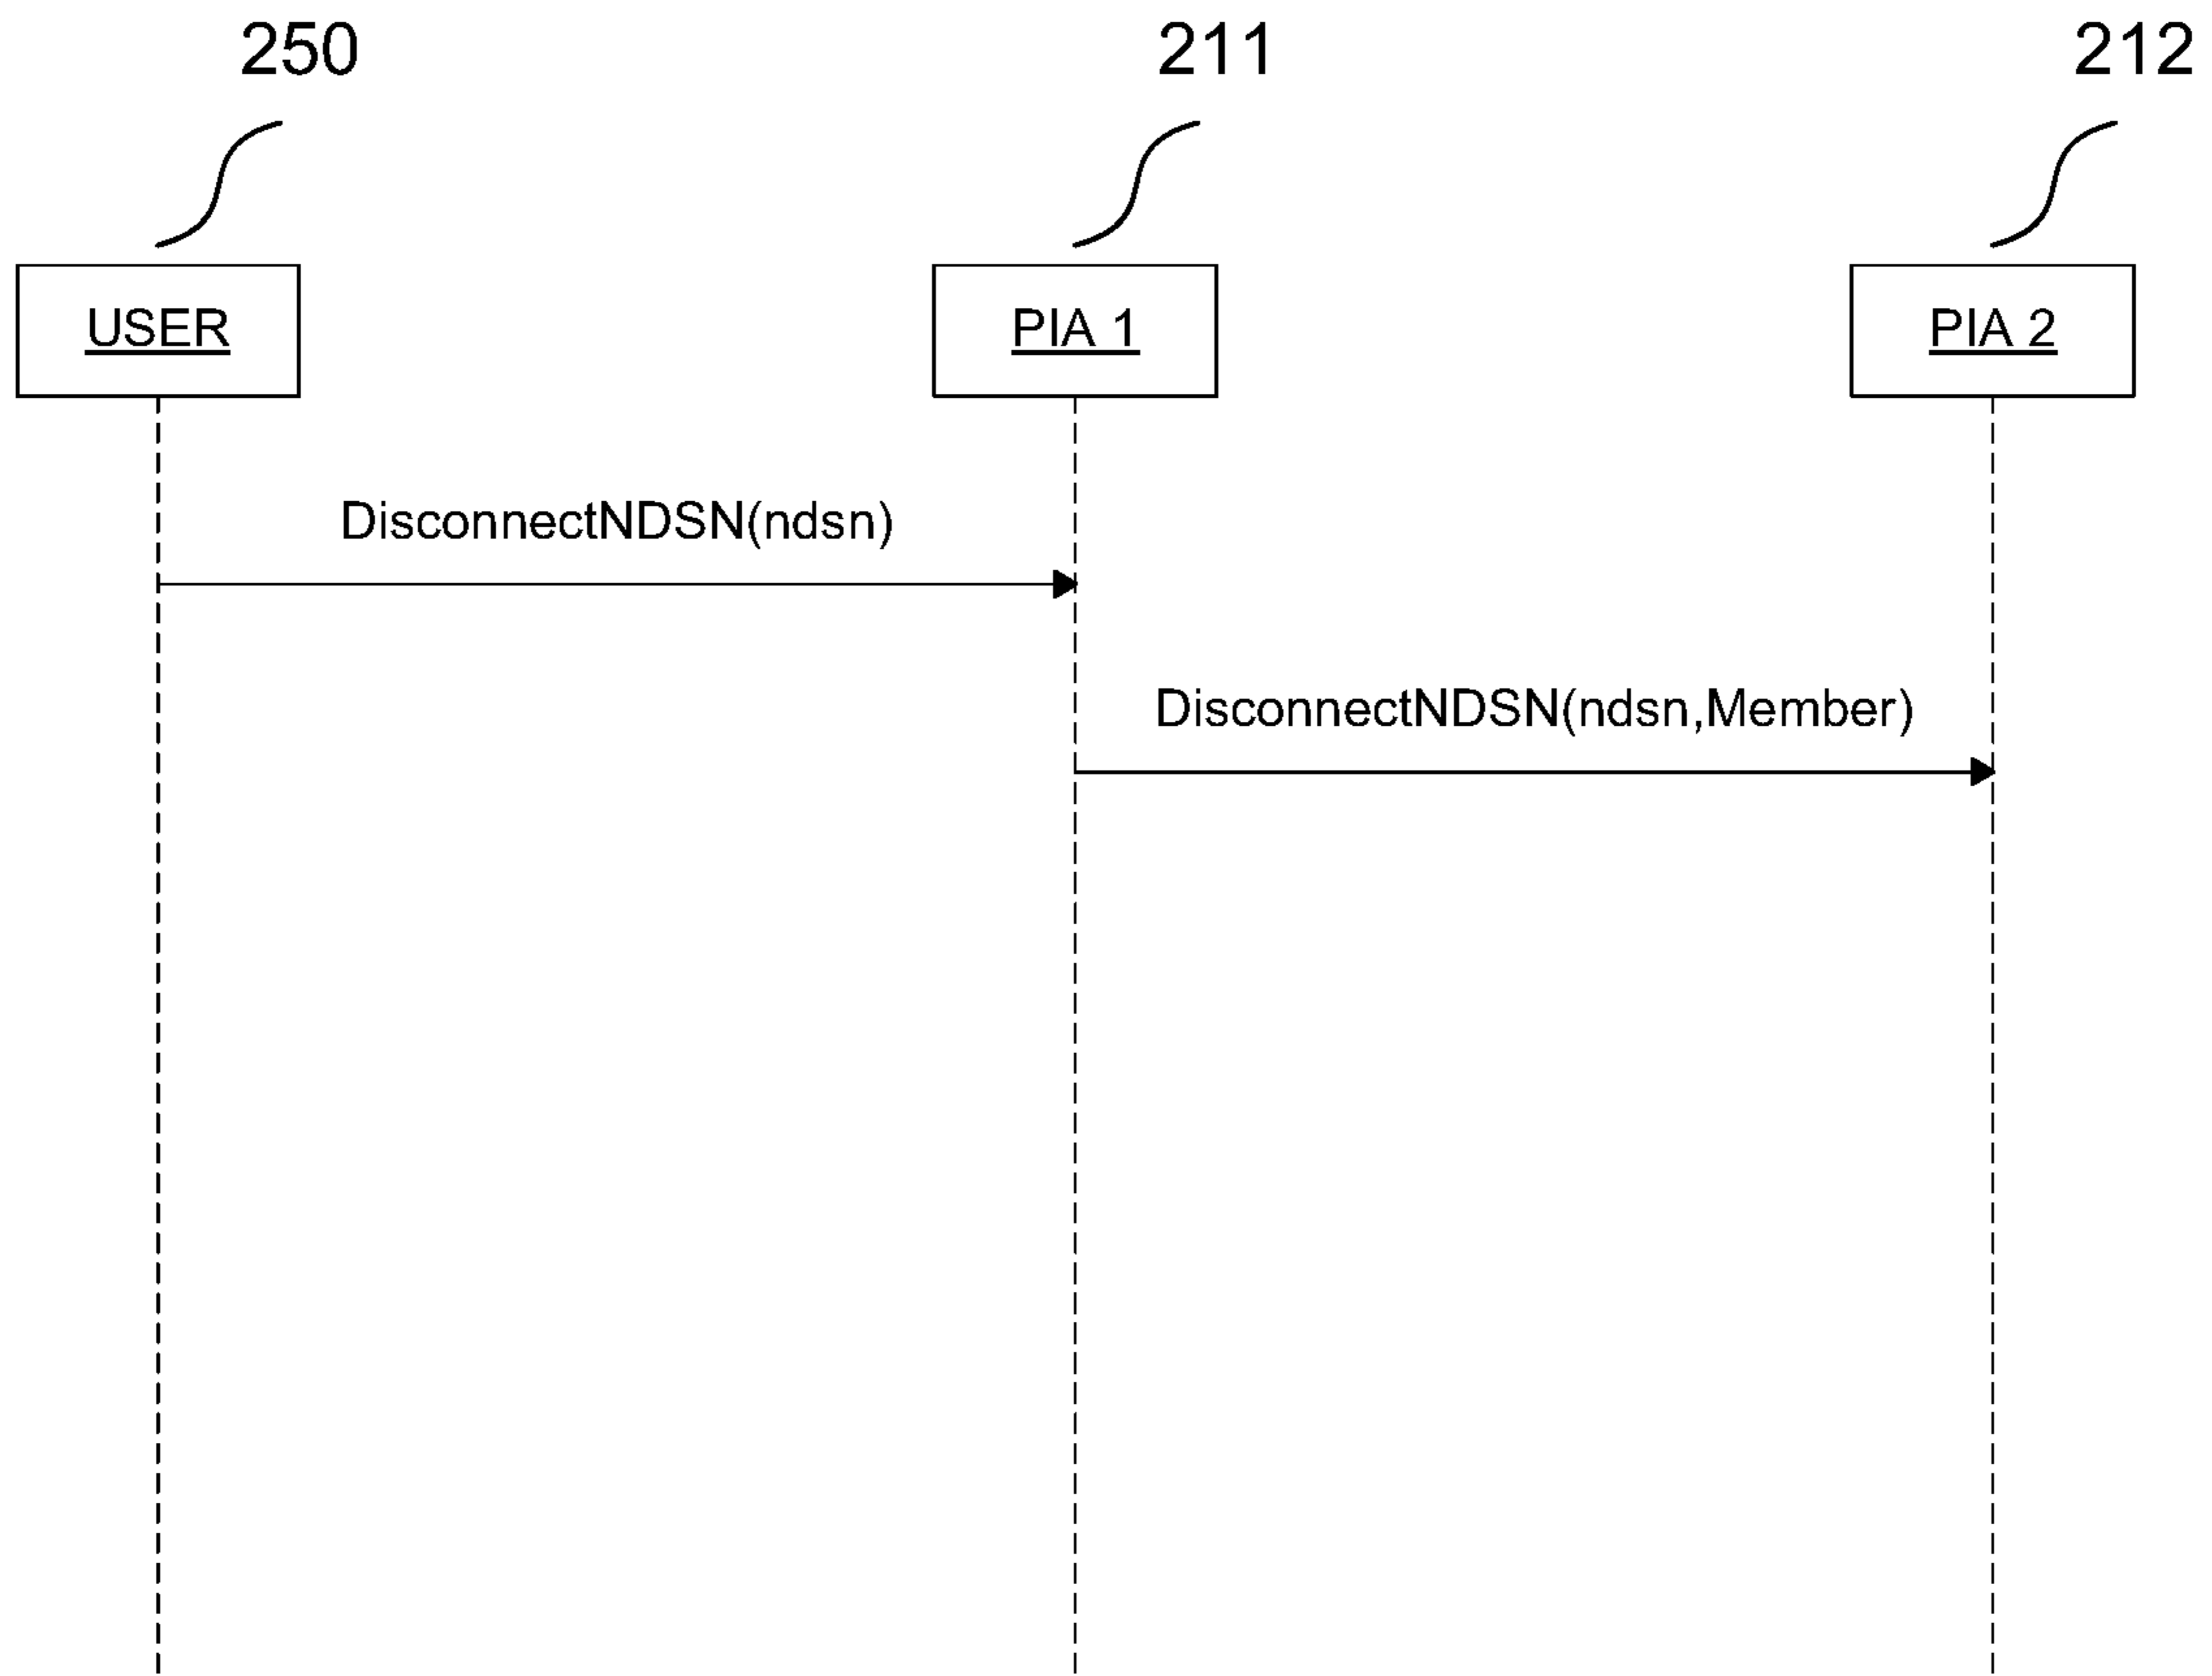 250
211
212
USER
PIA 1
PIA 2
DisconnectNDSN(ndsn)
DisconnectNDSN(ndsn,Member)